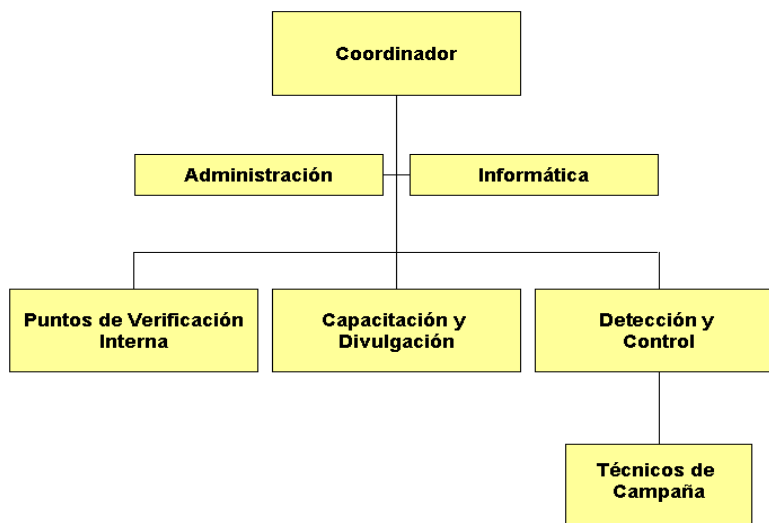 Coordinador
Administración
Informática
Puntos de Verificación
Interna
Capacitación y
Divulgación
Detección y
Control
Técnicos de
Campaña